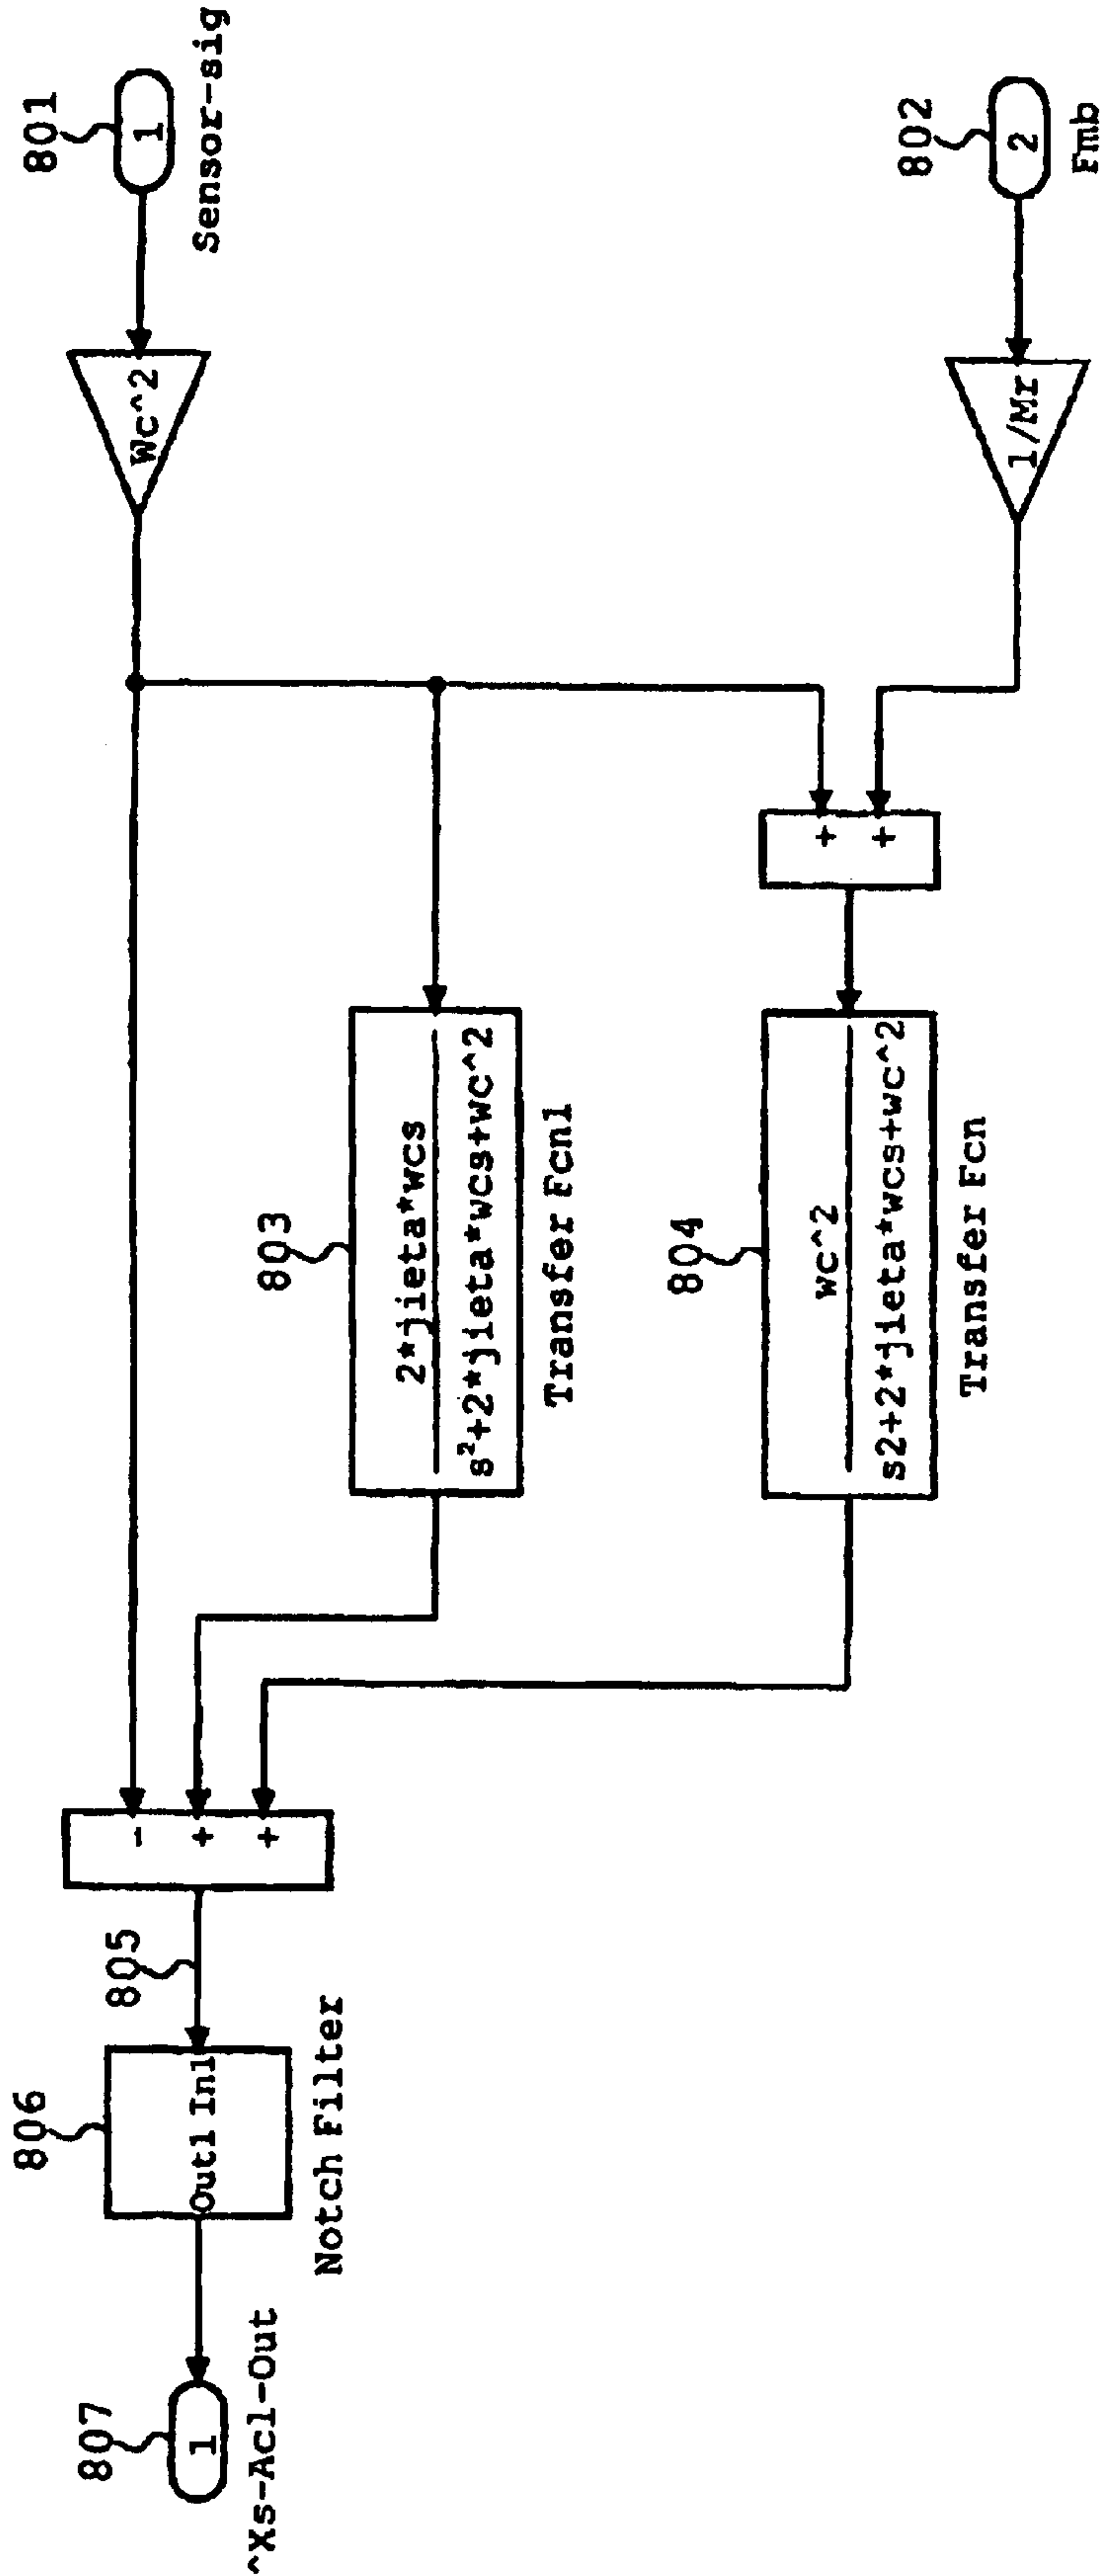 801
1
Sensor-sig
Wc^2
802
2
Fmb
1/Mr
+
+
803
2*jieta*wcs
s²+2*jieta*wcs+wc^2
Transfer Fcn1
804
wc^2
s2+2*jieta*wcs+wc^2
Transfer Fcn
-
+
+
805
806
Out1 In1
Notch Filter
807
1
^Xs-Acl-Out